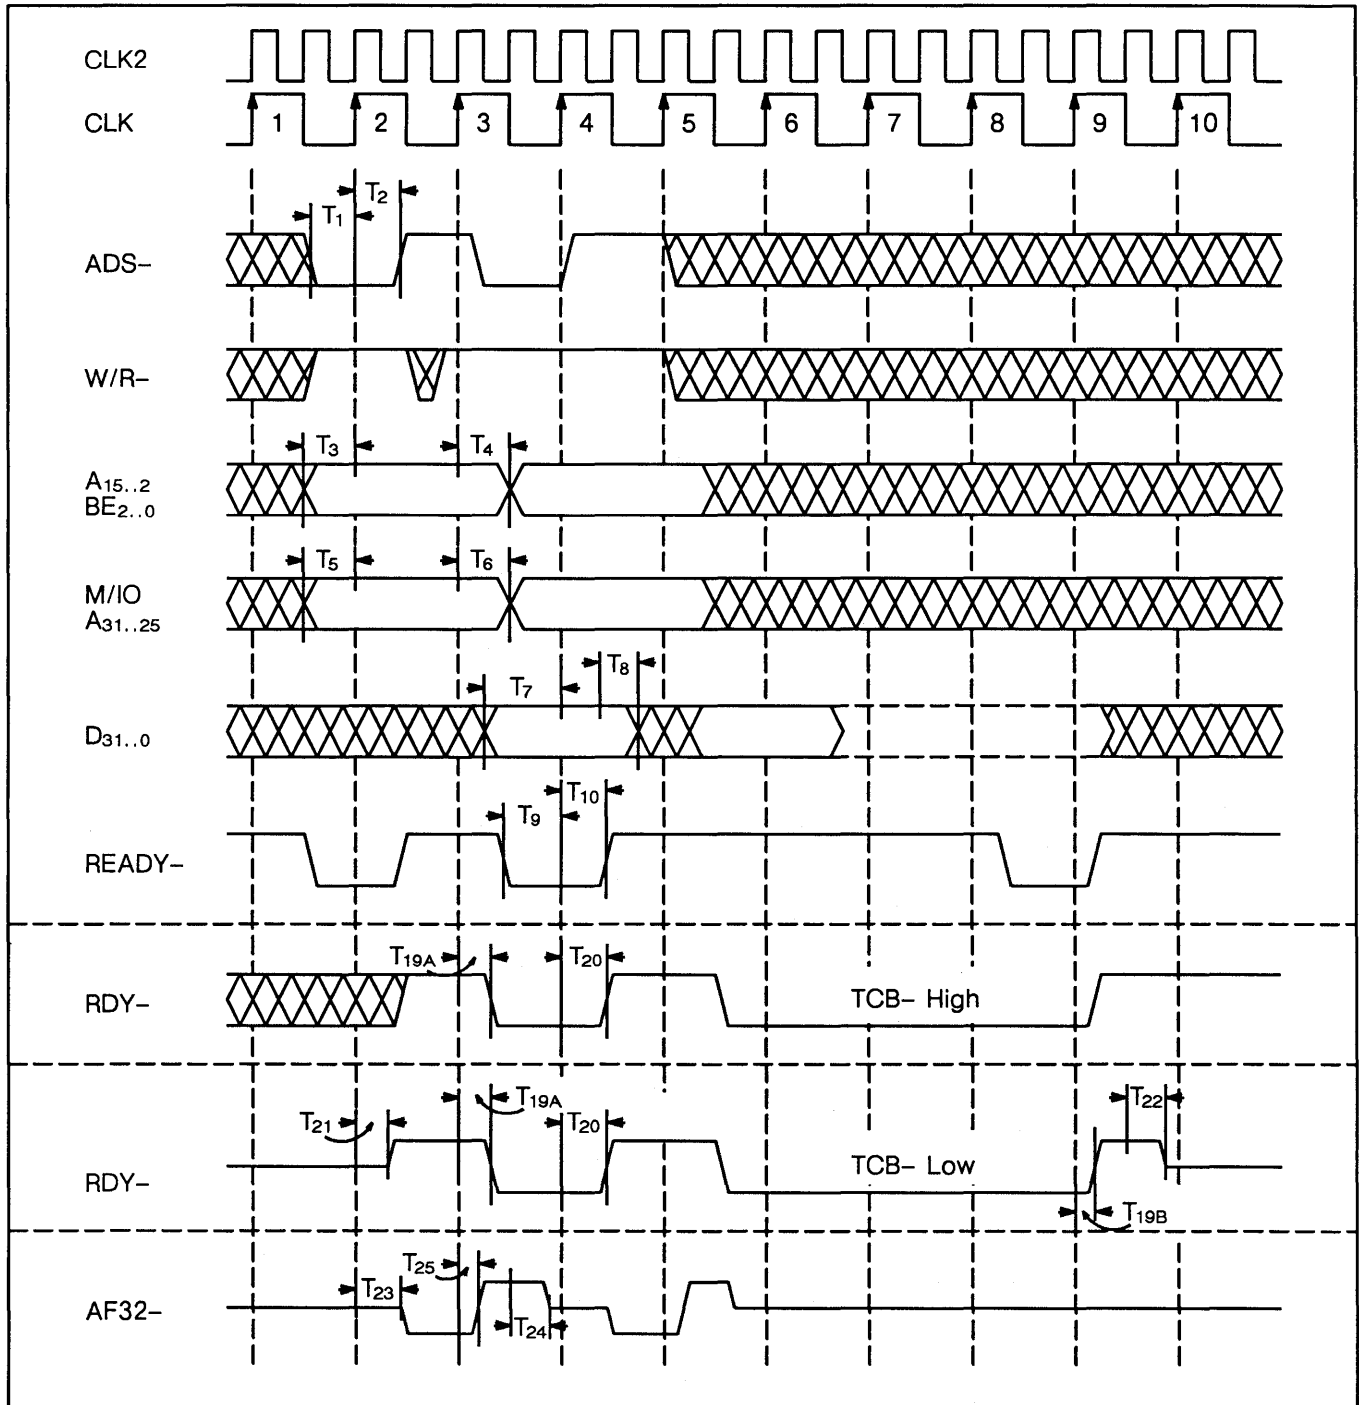 CLK2
CLK 1 2 3 4 5 6 7 8 9 10
T2
T1
ADS–
W/R–
T3 T4
A15..2
BE2..0
T5 T6
M/IO
A31..25
T8
T7
D31..0
T10
T9
READY–
T19A T20
RDY– TCB– High
T19A T22
T21 T20
TCB– Low
RDY–
T19B
T25
T23
AF32–
T24